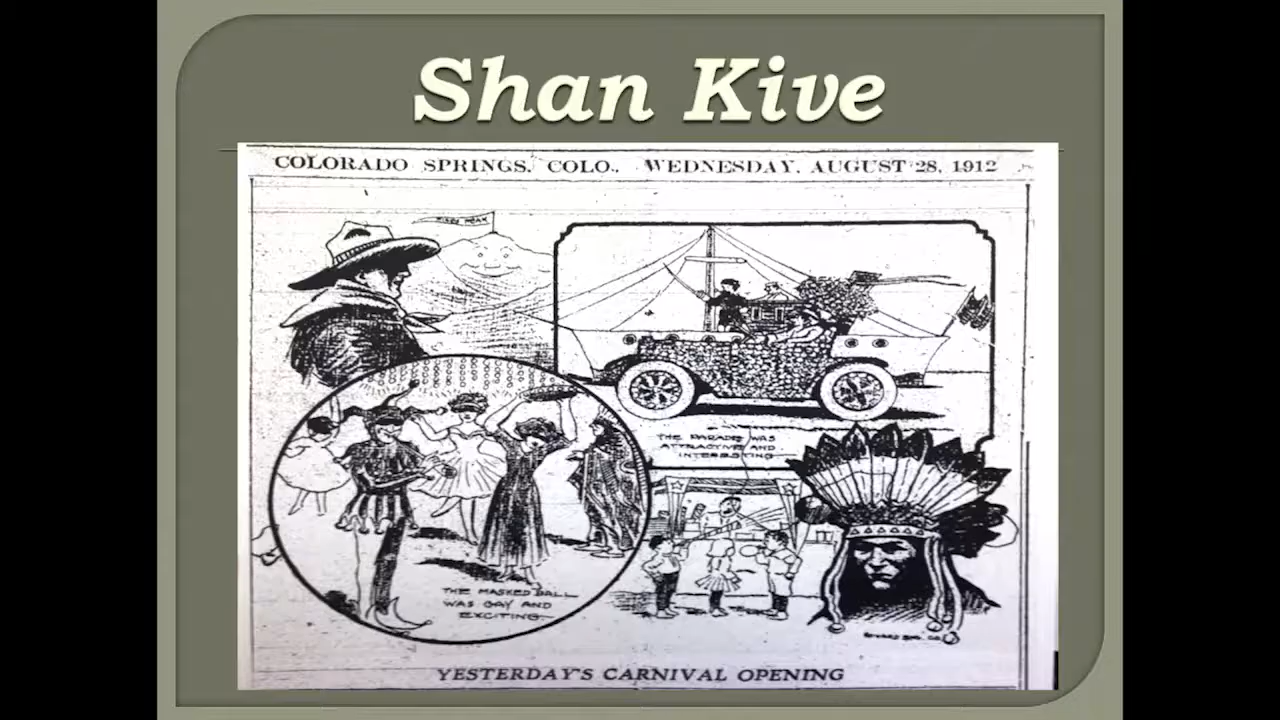 Shan Kive
COLORADO SPRINGS, COLO., WEDNESDAY, AUGUST 28, 1912
PEAK
THE PARADE WAS
ATTRACTIVE AND
INTERESTING
THE MASKED BALL
WAS GAY AND
EXCITING
YESTERDAY'S CARNIVAL OPENING